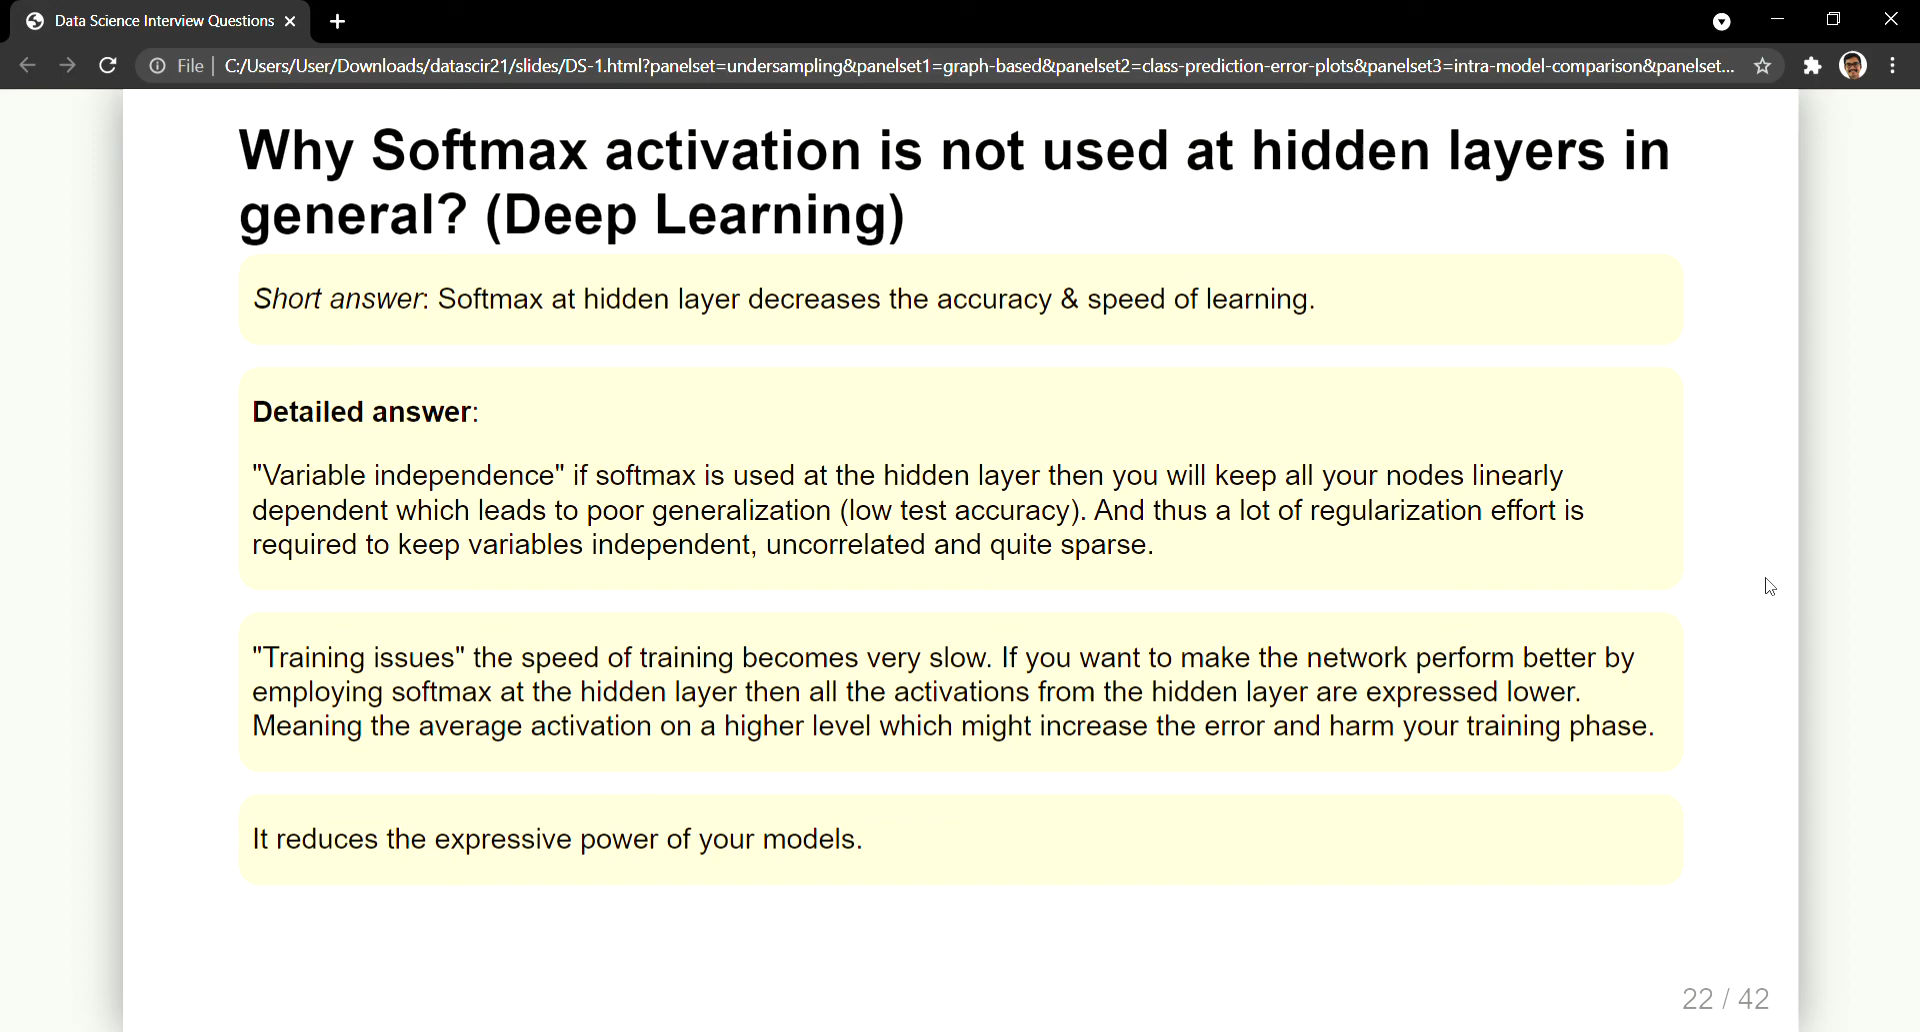 Data Science Interview Questions
File | C:/Users/User/Downloads/datascir21/slides/DS-1.html?panelset=undersampling&panelset1=graph-based&panelset2=class-prediction-error-plots&panelset3=intra-model-comparison&panelset...
Why Softmax activation is not used at hidden layers in
general? (Deep Learning)
Short answer: Softmax at hidden layer decreases the accuracy & speed of learning.
Detailed answer:
"Variable independence" if softmax is used at the hidden layer then you will keep all your nodes linearly
dependent which leads to poor generalization (low test accuracy). And thus a lot of regularization effort is
required to keep variables independent, uncorrelated and quite sparse.
"Training issues" the speed of training becomes very slow. If you want to make the network perform better by
employing softmax at the hidden layer then all the activations from the hidden layer are expressed lower.
Meaning the average activation on a higher level which might increase the error and harm your training phase.
It reduces the expressive power of your models.
22 / 42